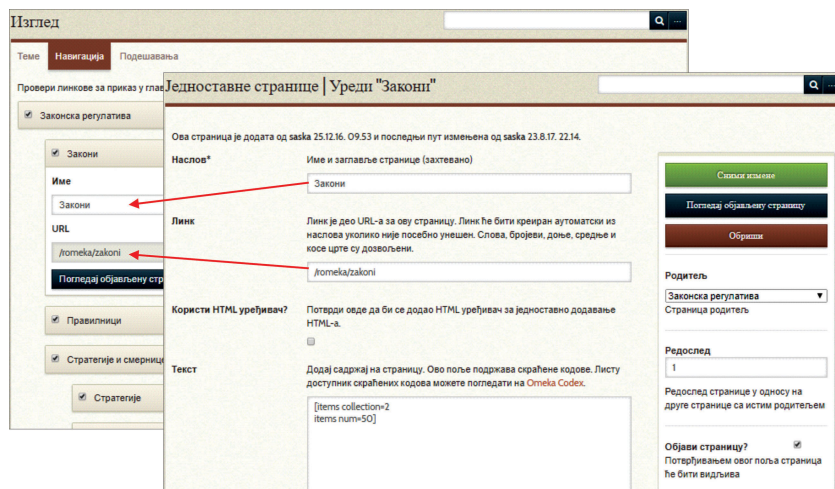 Изглед
...
Теме
Навигација
Подешавања
Провери линкове за приказ у глав
Законска регулатива
Закони
Име
Закони
URL
/romeka/zakoni
Погледај објављену стр
Правилници
Стратегије и смернице
Стратегије
Једноставне странице | Уреди "Закони"
Ова страница је додата од saska 25.12.16. 09.53 и последњи пут измењена од saska 23.8.17. 22.14.
Наслов*
Име и заглавље странице (захтевано)
Закони
Линк
Линк је део URL-а за ову страницу. Линк ће бити креиран аутоматски из
наслова уколико није посебно унешен. Слова, бројеви, доње, средње и
косе црте су дозвољени.
/romeka/zakoni
Користи HTML уређивач?
Потврди овде да би се додао HTML уређивач за једноставно додавање
HTML-а.
Текст
Додај садржај на страницу. Ово поље подржава скраћене кодове. Листу
доступник скраћених кодова можете погледати на Omeka Codex.
[items collection=2
items num=50]
Сними измене
Погледај објављену страницу
Обриши
Родитељ
Законска регулатива
Страница родитељ
Редослед
1
Редослед странице у односу на
друге странице са истим родитељем
Објави страницу?
Потврђивањем овог поља страница
ће бити видљива